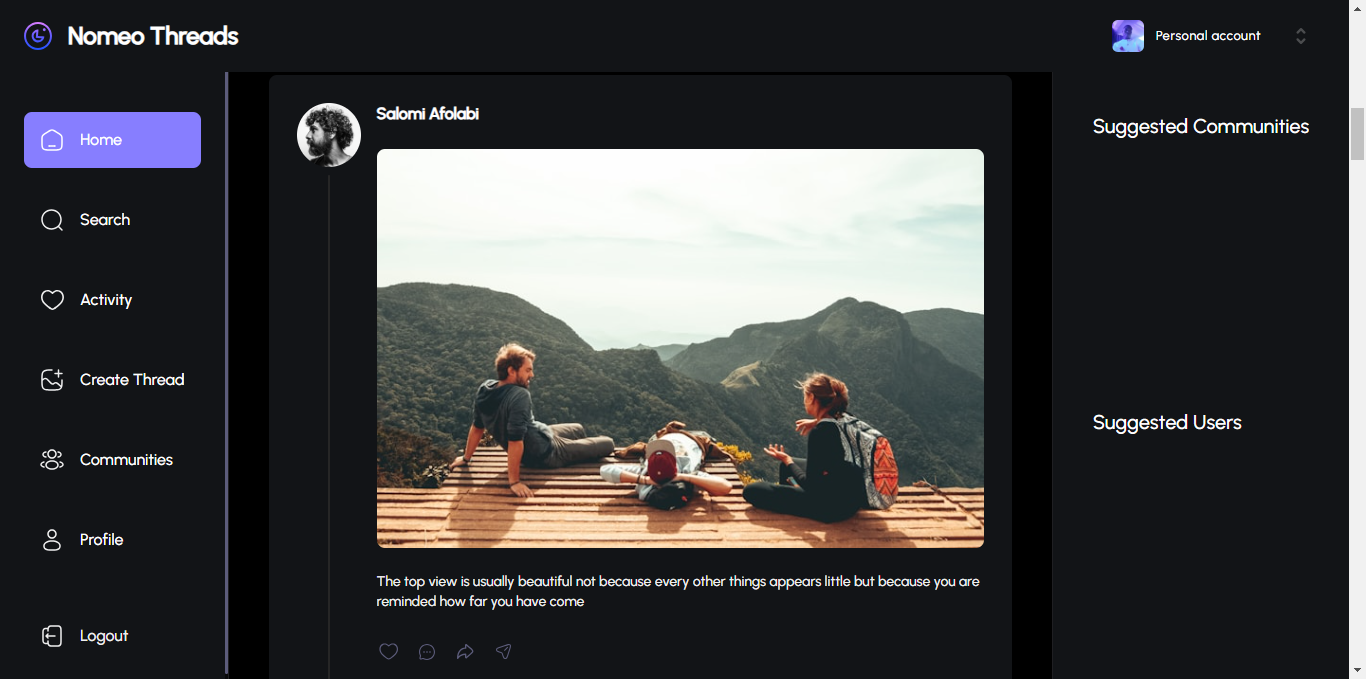 Nomeo Threads
Personal account
Home
Search
Activity
Create Thread
Communities
Profile
Logout
Salomi Afolabi
The top view is usually beautiful not because every other things appears little but because you are
reminded how far you have come
Suggested Communities
Suggested Users